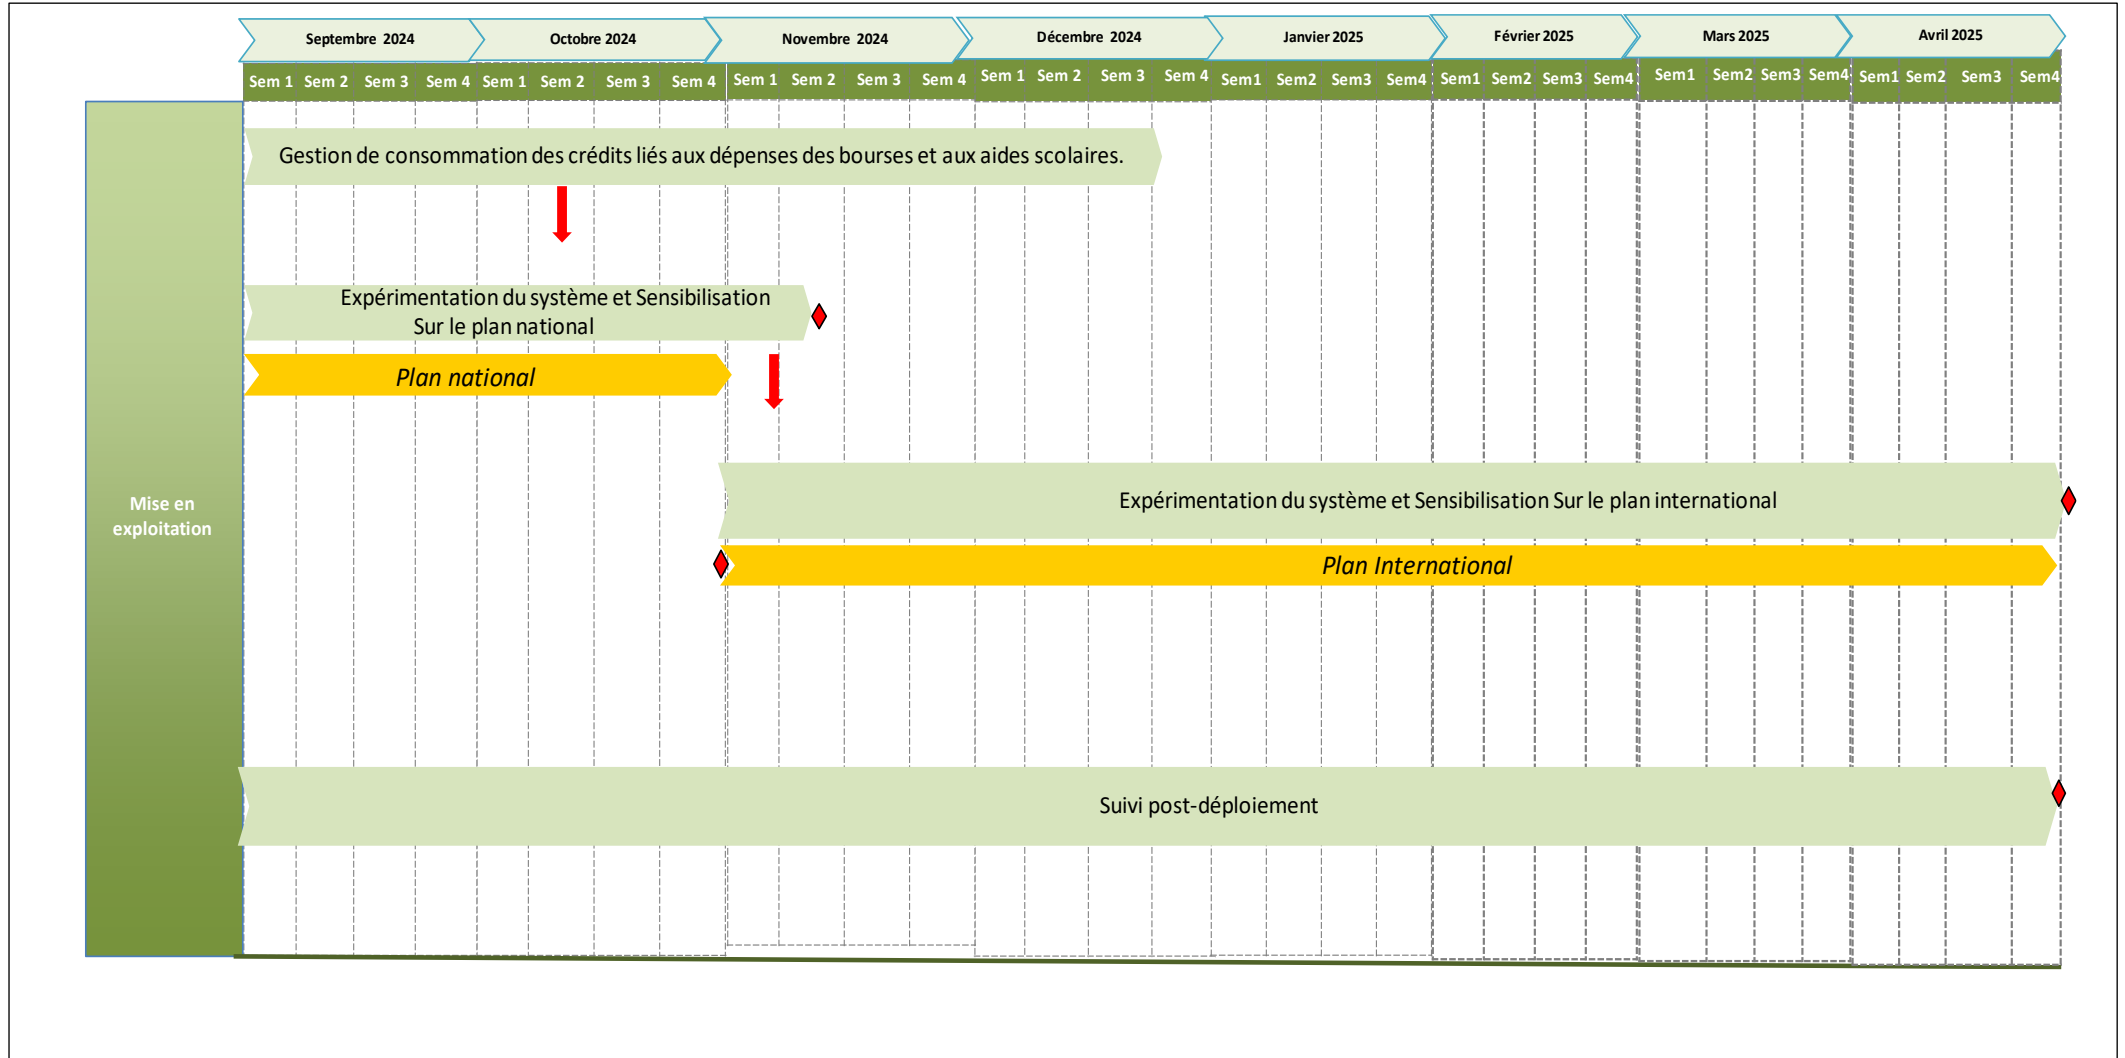 Septembre 2024 Octobre 2024 Novembre 2024 Décembre 2024 Janvier 2025 Février 2025 Mars 2025 Avril 2025
Sem 1 Sem 2 Sem 3 Sem 4 Sem 1 Sem 2 Sem 3 Sem 4 Sem 1 Sem 2 Sem 3 Sem 4 Sem 1 Sem 2 Sem 3 Sem 4 Sem1 Sem2 Sem3 Sem4 Sem1 Sem2 Sem3 Sem4 Sem1 Sem2 Sem3 Sem4 Sem1 Sem2 Sem3 Sem4
Gestion de consommation des crédits liés aux dépenses des bourses et aux aides scolaires.
Expérimentation du système et Sensibilisation
Sur le plan national
Plan national
Mise en
exploitation
Expérimentation du système et Sensibilisation Sur le plan international
Plan International
Suivi post-déploiement